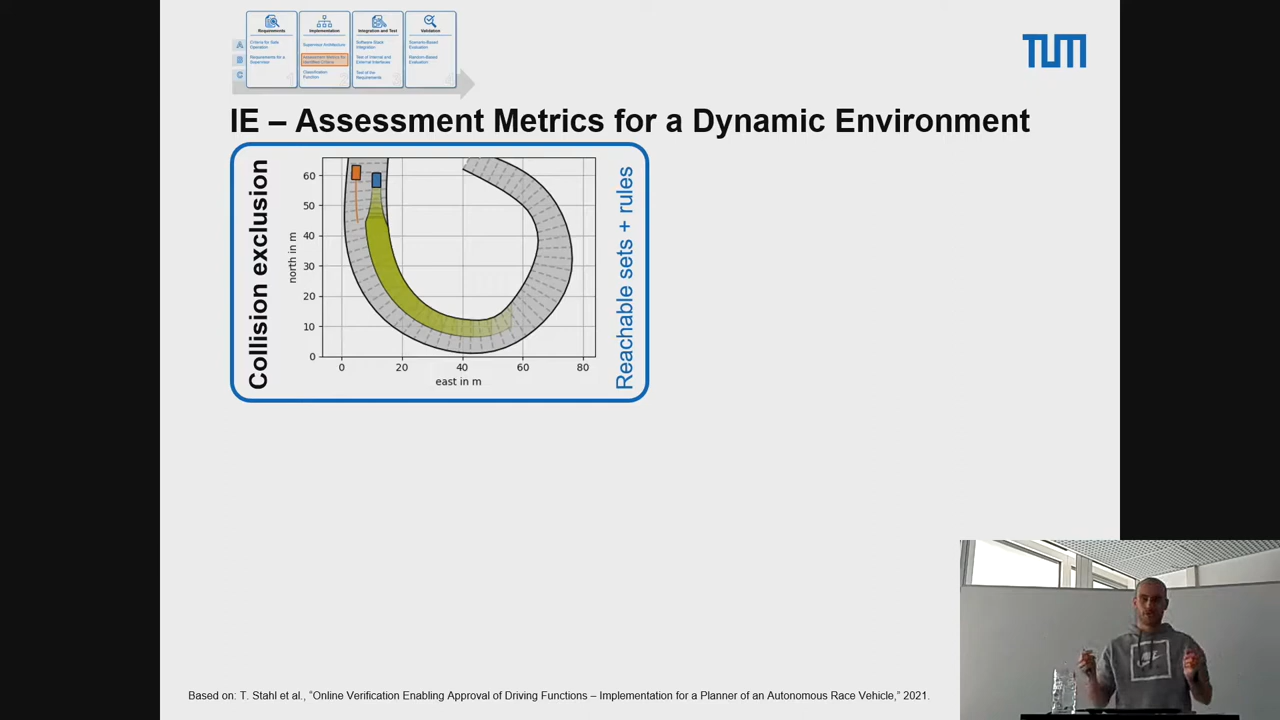 Requirements
Implementation
Integration and Test
Validation
A
B
C
Criteria for Safe
Operation
Requirements for a
Supervisor
Supervisor Architecture
Assessment Metrics for
Identified Criteria
Classification
Function
Software Stack
Integration
Test of Internal and
External Interfaces
Test of the
Requirements
Scenario-Based
Evaluation
Random-Based
Evaluation
TUM
IE – Assessment Metrics for a Dynamic Environment
Collision exclusion
north in m
60
50
40
30
20
10
0
0 20 40 60 80
east in m
Reachable sets + rules
Based on: T. Stahl et al., “Online Verification Enabling Approval of Driving Functions – Implementation for a Planner of an Autonomous Race Vehicle,” 2021.